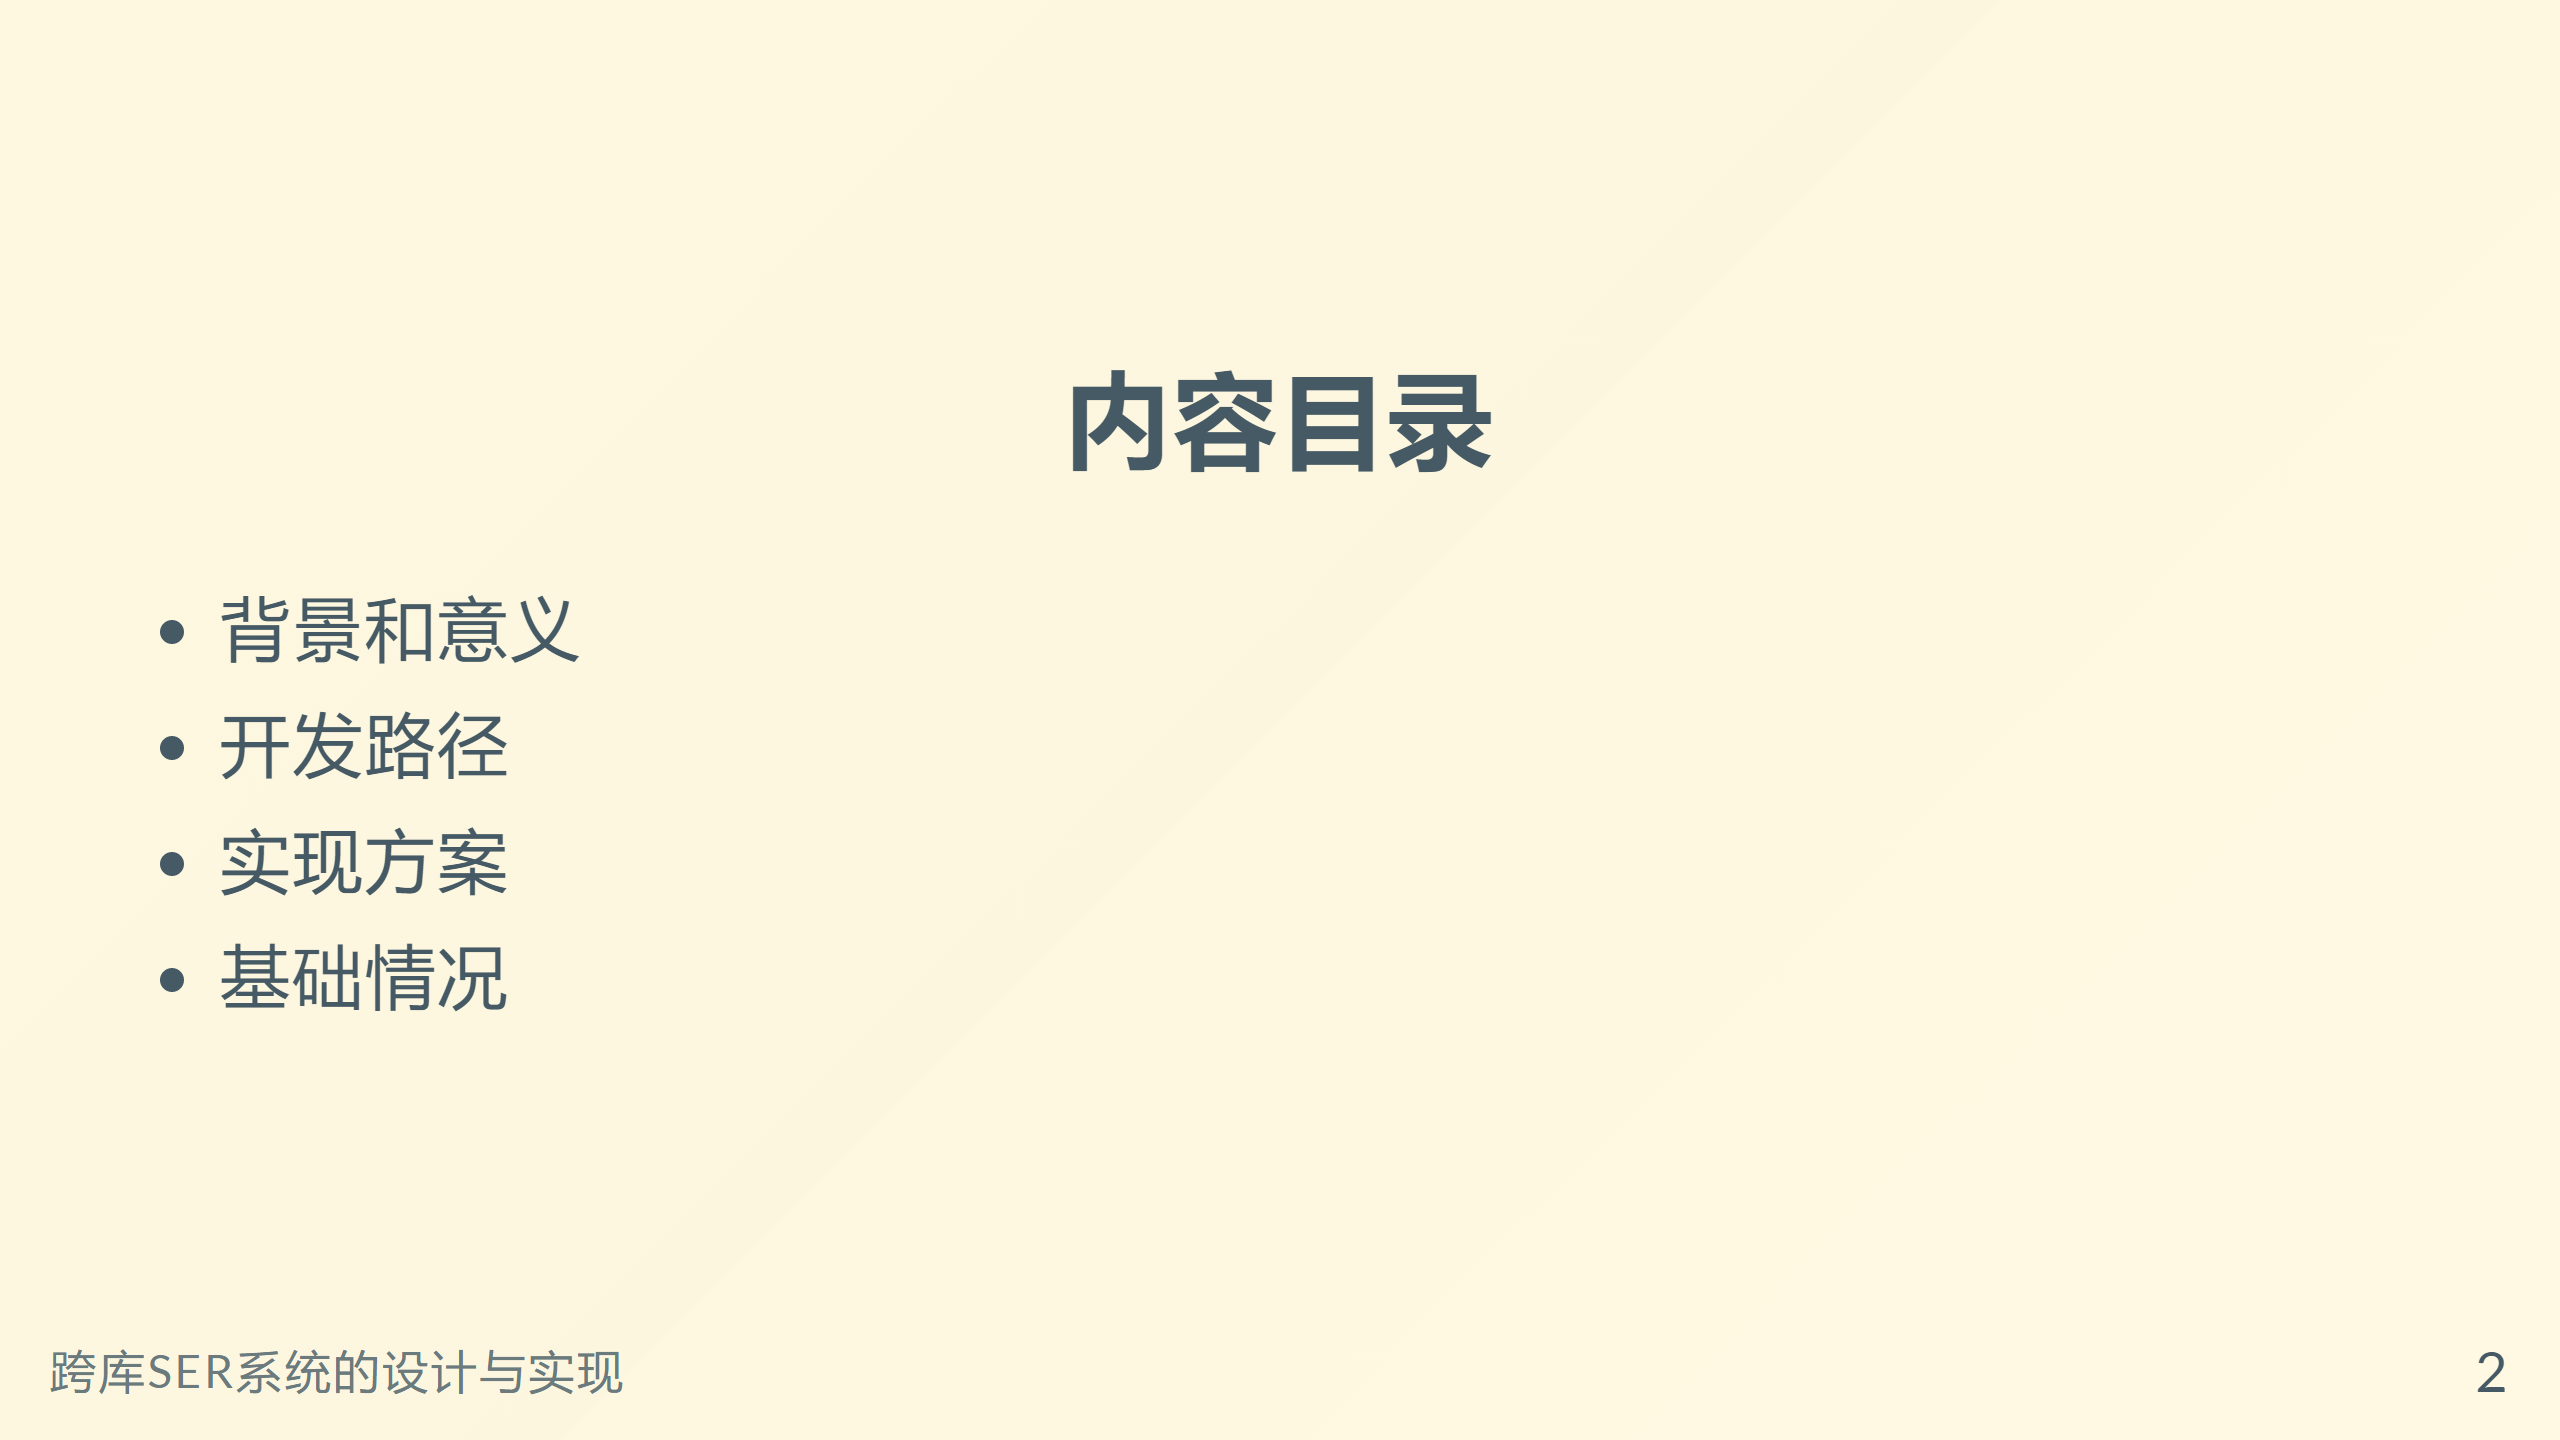 内容目录
背景和意义
开发路径
实现方案
基础情况
跨库SER系统的设计与实现
2